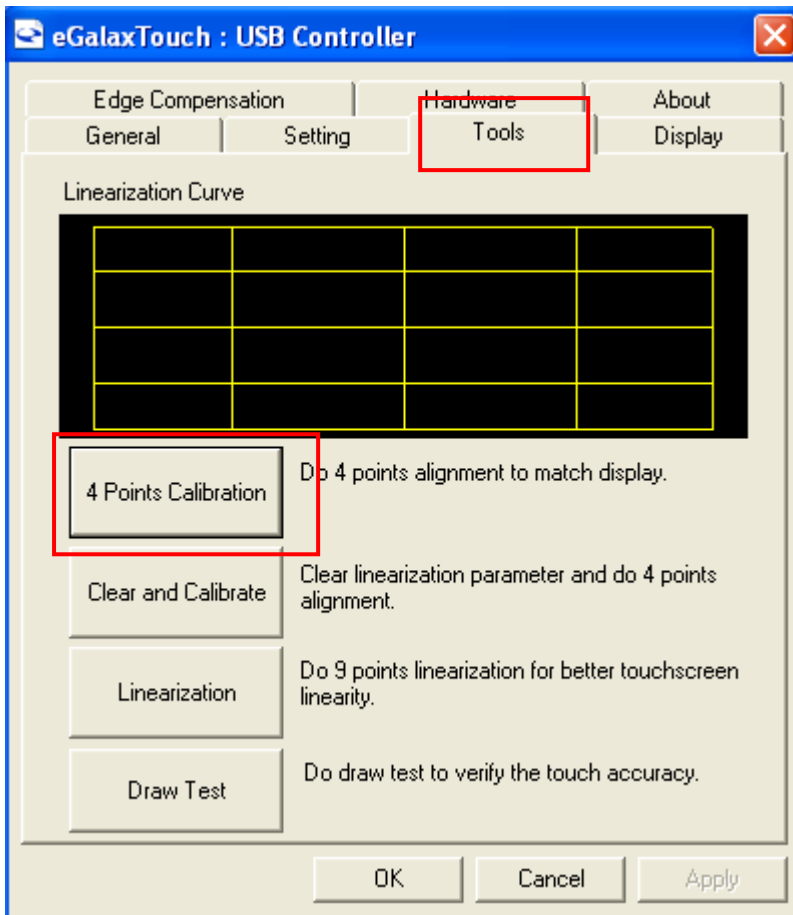 eGalaxTouch : USB Controller
Edge Compensation Hardware About
General Setting Tools Display
Linearization Curve
4 Points Calibration
Do 4 points alignment to match display.
Clear and Calibrate
Clear linearization parameter and do 4 points
alignment.
Linearization
Do 9 points linearization for better touchscreen
linearity.
Draw Test
Do draw test to verify the touch accuracy.
OK Cancel Apply